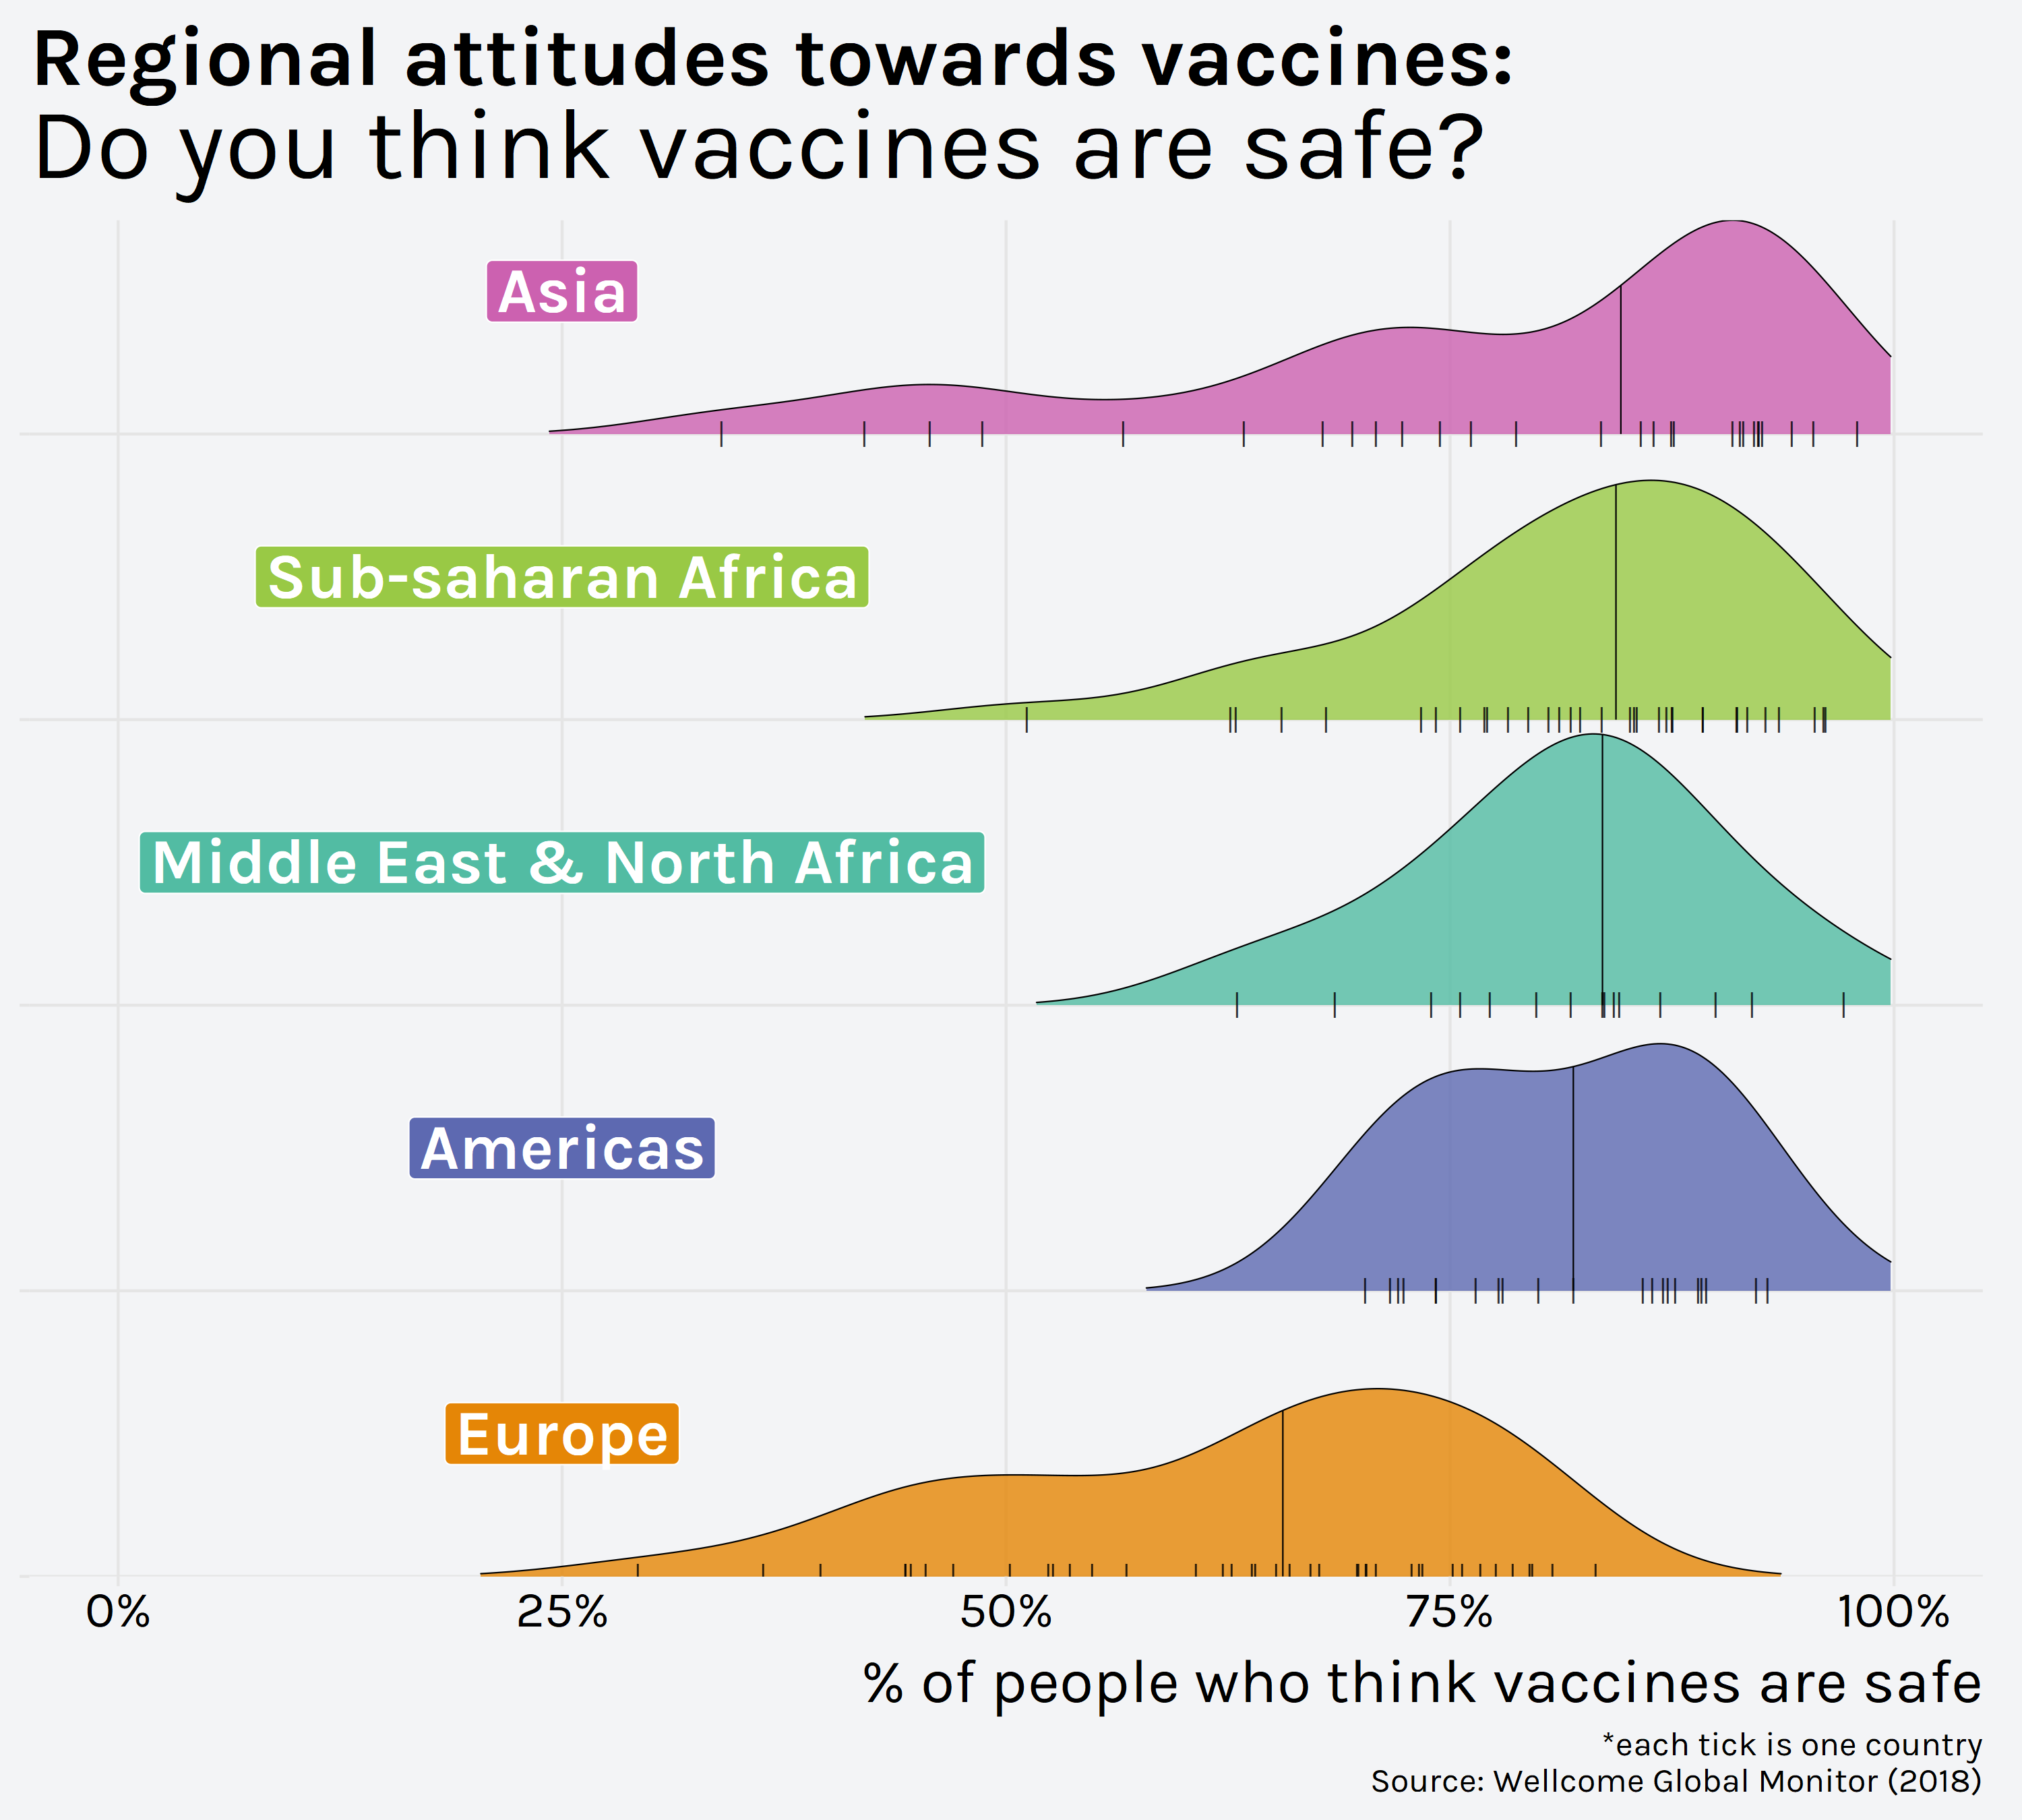 Regional attitudes towards vaccines:
Do you think vaccines are safe?
Asia
Sub-saharan Africa
Middle East & North Africa
Americas
Europe
0% 25% 50% 75% 100%
% of people who think vaccines are safe
*each tick is one country
Source: Wellcome Global Monitor (2018)